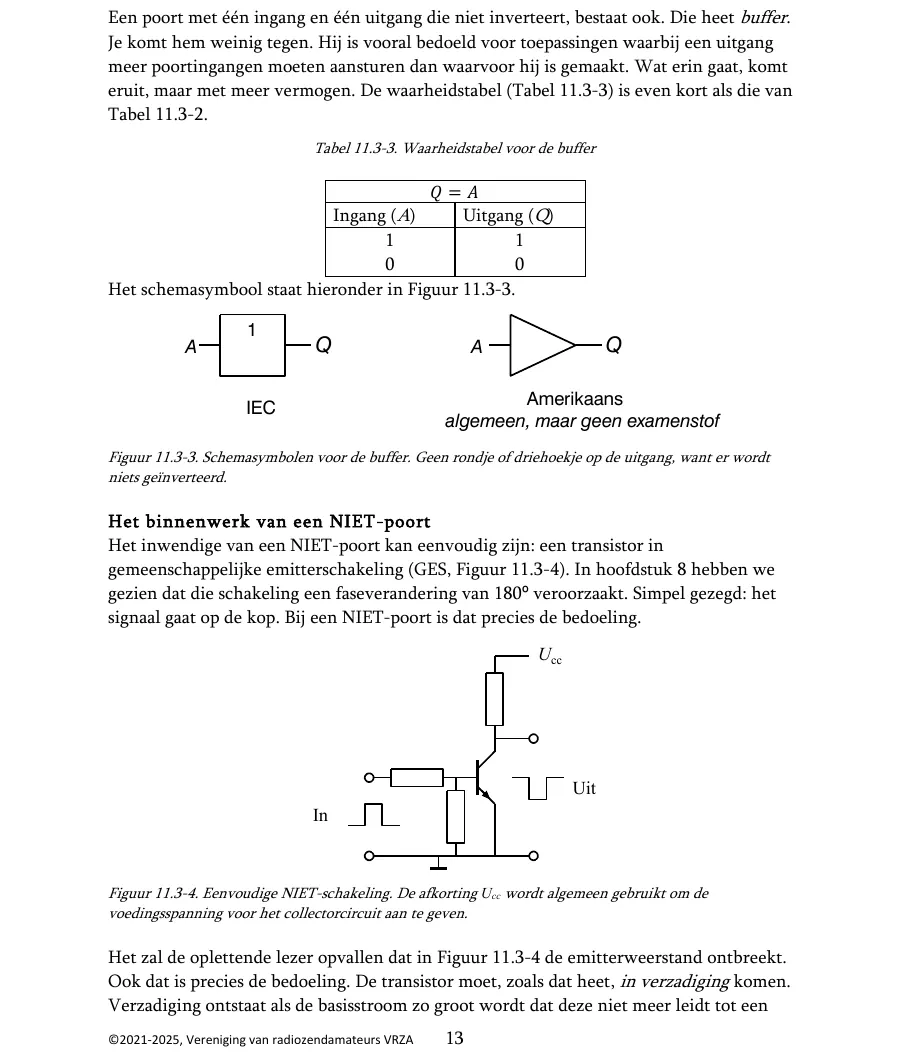 Een poort met één ingang en één uitgang die niet inverteert, bestaat ook. Die heet buffer.
Je komt hem weinig tegen. Hij is vooral bedoeld voor toepassingen waarbij een uitgang
meer poortingangen moeten aansturen dan waarvoor hij is gemaakt. Wat erin gaat, komt
eruit, maar met meer vermogen. De waarheidstabel (Tabel 11.3-3) is even kort als die van
Tabel 11.3-2.
Tabel 11.3-3. Waarheidstabel voor de buffer
Q = A
Ingang (A) Uitgang (Q)
1 1
0 0
Het schemasymbool staat hieronder in Figuur 11.3-3.
A 1 Q A Q
IEC
Amerikaans
algemeen, maar geen examenstof
Figuur 11.3-3. Schemasymbolen voor de buffer. Geen rondje of driehoekje op de uitgang, want er wordt
niets geïnverteerd.
Het binnenwerk van een NIET-poort
Het inwendige van een NIET-poort kan eenvoudig zijn: een transistor in
gemeenschappelijke emitterschakeling (GES, Figuur 11.3-4). In hoofdstuk 8 hebben we
gezien dat die schakeling een faseverandering van 180° veroorzaakt. Simpel gezegd: het
signaal gaat op de kop. Bij een NIET-poort is dat precies de bedoeling.
Ucc
Uit
In
Figuur 11.3-4. Eenvoudige NIET-schakeling. De afkorting Ucc wordt algemeen gebruikt om de
voedingsspanning voor het collectorcircuit aan te geven.
Het zal de oplettende lezer opvallen dat in Figuur 11.3-4 de emitterweerstand ontbreekt.
Ook dat is precies de bedoeling. De transistor moet, zoals dat heet, in verzadiging komen.
Verzadiging ontstaat als de basisstroom zo groot wordt dat deze niet meer leidt tot een
©2021-2025, Vereniging van radiozendamateurs VRZA 13